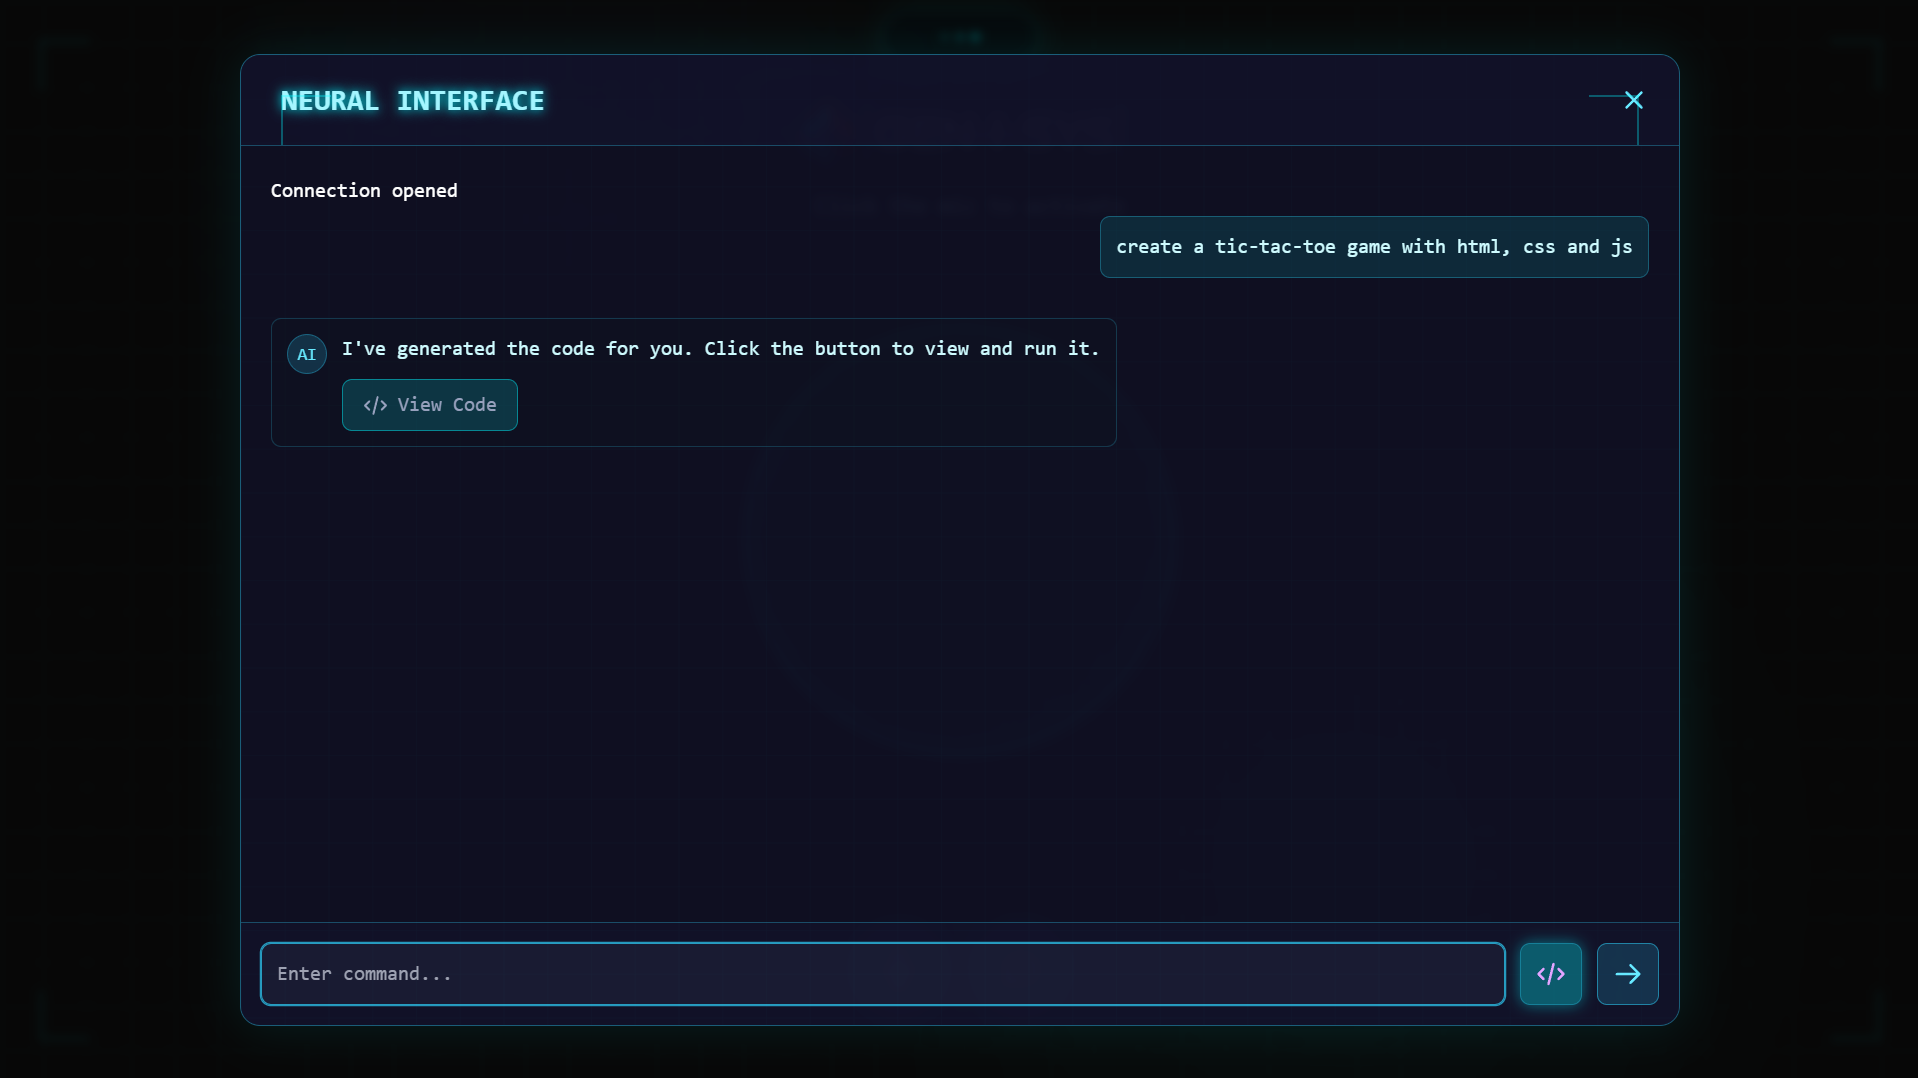 NEURAL INTERFACE
Connection opened
create a tic-tac-toe game with html, css and js
AI
I've generated the code for you. Click the button to view and run it.
</> View Code
Enter command...
</>